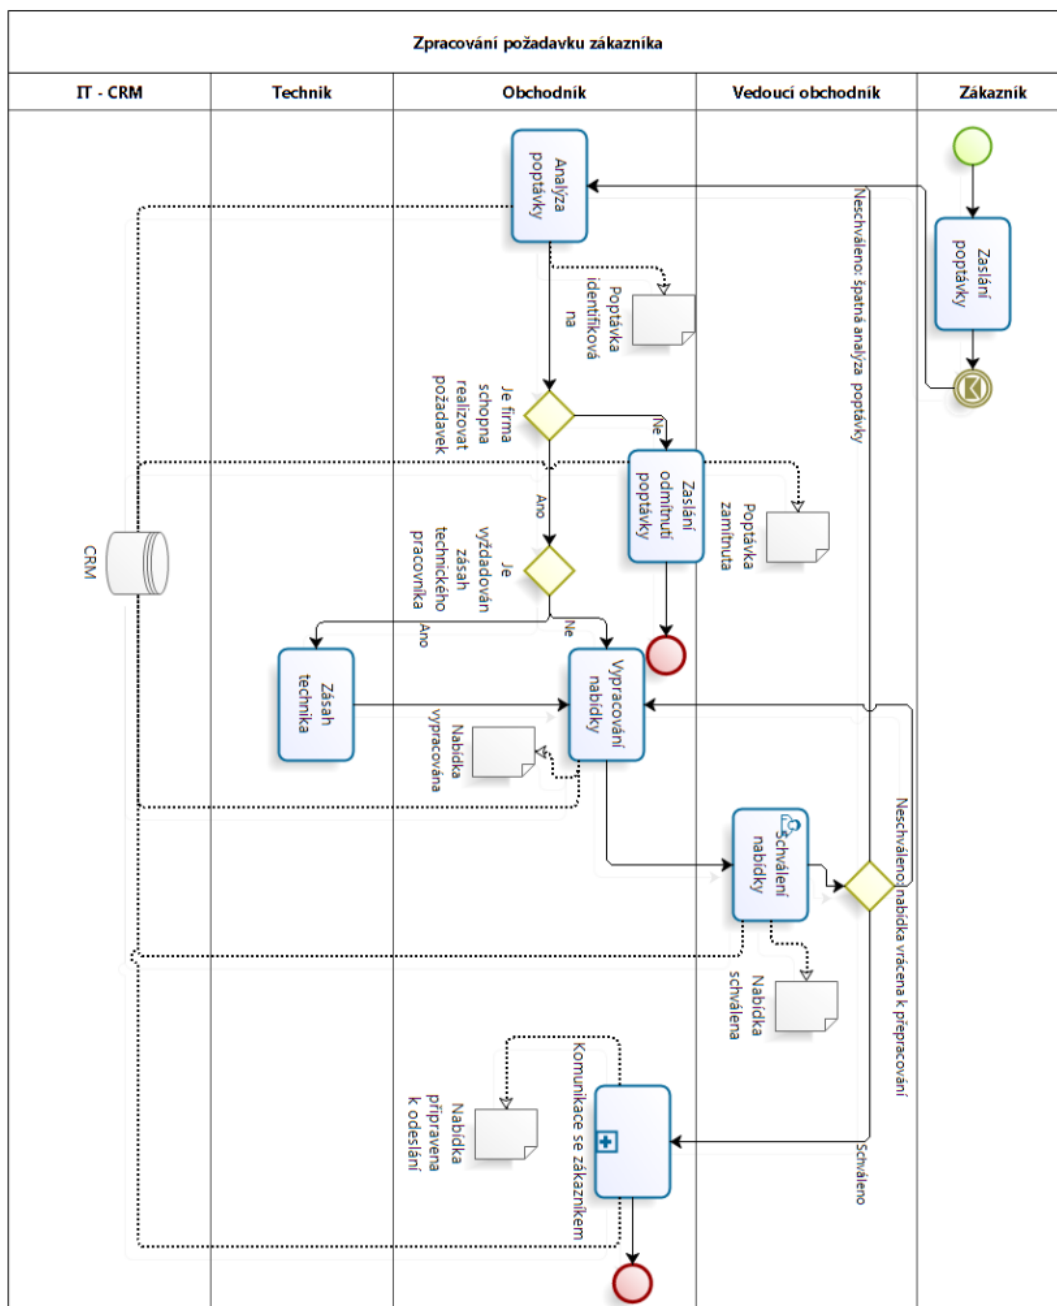 Zpracování požadavku zákazníka
IT - CRM
Technik
Obchodník
Vedoucí obchodník
Zákazník
Zaslání
poptávky
Analýza
poptávky
Neschváleno: špatná analýza poptávky
Poptávka
identifiková
na
Je firma
schopna
realizovat
požadavek
Ne
Zaslání
odmítnutí
poptávky
Poptávka
zamítnuta
Ano
Je
vyždadován
zásah
technického
pracovníka
CRM
Ne
Ano
Zásah
technika
Vypracování
nabídky
Nabídka
vypracována
Schválení
nabídky
Neschváleno: nabídka vrácena k přepracování
Nabídka
schválena
Schváleno
Komunikace se zákazníkem
Nabídka
připravena
k odeslání